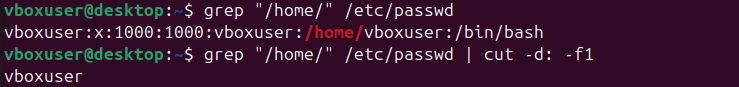 vboxuser@desktop:~$ grep "/home/" /etc/passwd
vboxuser:x:1000:1000:vboxuser:/home/vboxuser:/bin/bash
vboxuser@desktop:~$ grep "/home/" /etc/passwd | cut -d: -f1
vboxuser